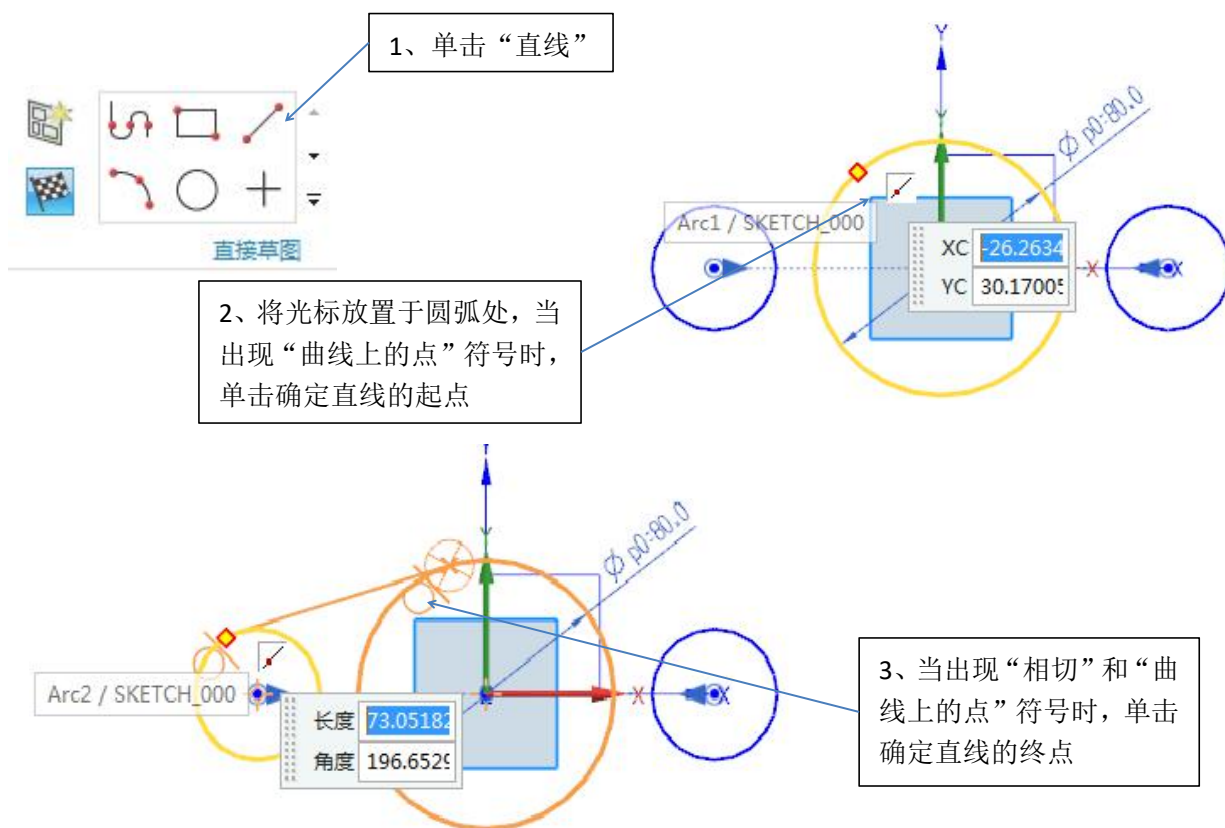 1、单击“直线”
直接草图
2、将光标放置于圆弧处，当
出现“曲线上的点”符号时，
单击确定直线的起点
Y
Y
Φ p0:80.0
Arc1 / SKETCH_000
XC -26.2634
YC 30.17005
X
X
Y
Y
Φ p0:80.0
Arc2 / SKETCH_000
长度 73.05182
角度 196.6529
X
X
3、当出现“相切”和“曲
线上的点”符号时，单击
确定直线的终点